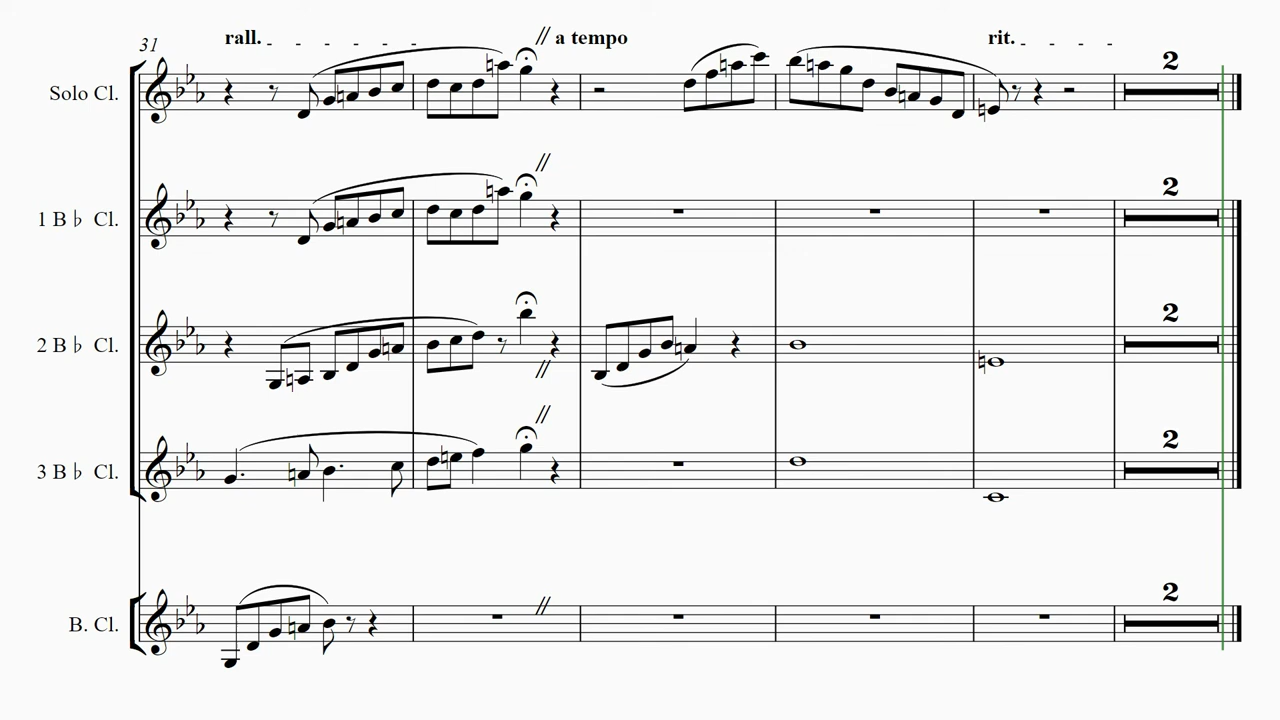 31
rall.
// a tempo
rit.
Solo Cl.
2
//
1 B♭ Cl.
2
2 B♭ Cl.
2
//
//
3 B♭ Cl.
2
//
B. Cl.
2